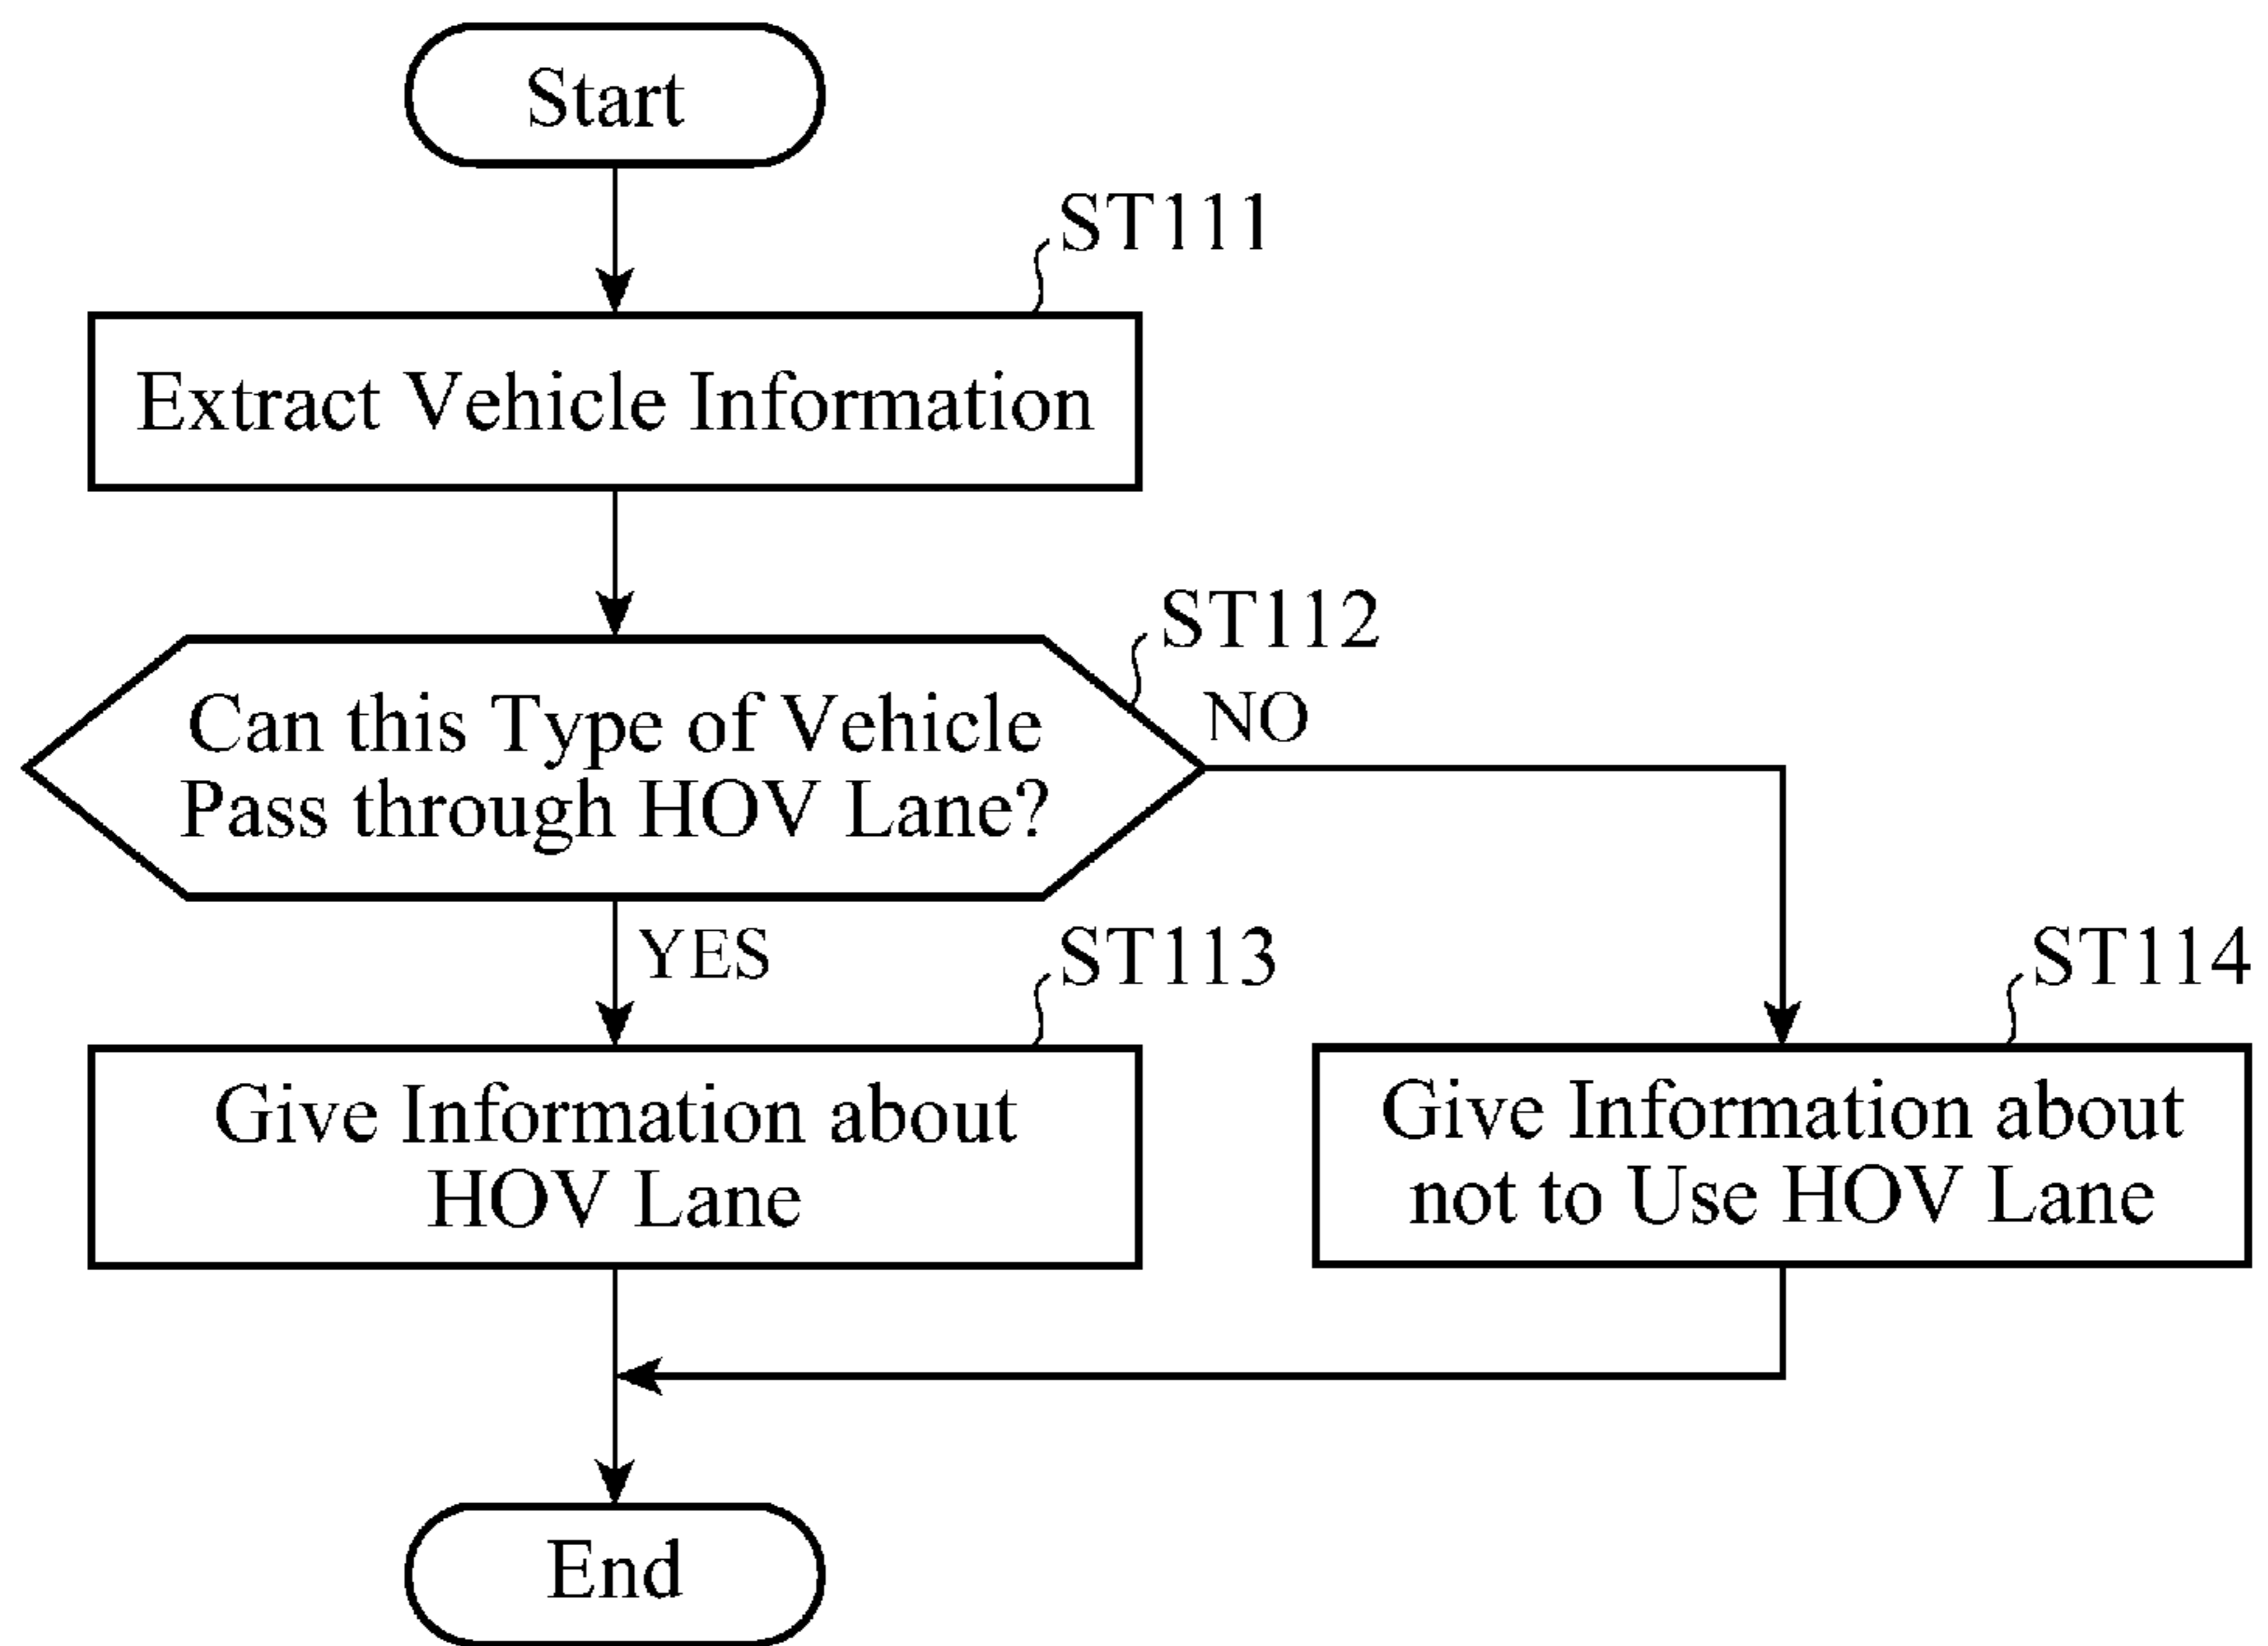 Start
ST111
Extract Vehicle Information
ST112
Can this Type of Vehicle
Pass through HOV Lane?
NO
YES
ST113
Give Information about
HOV Lane
ST114
Give Information about
not to Use HOV Lane
End